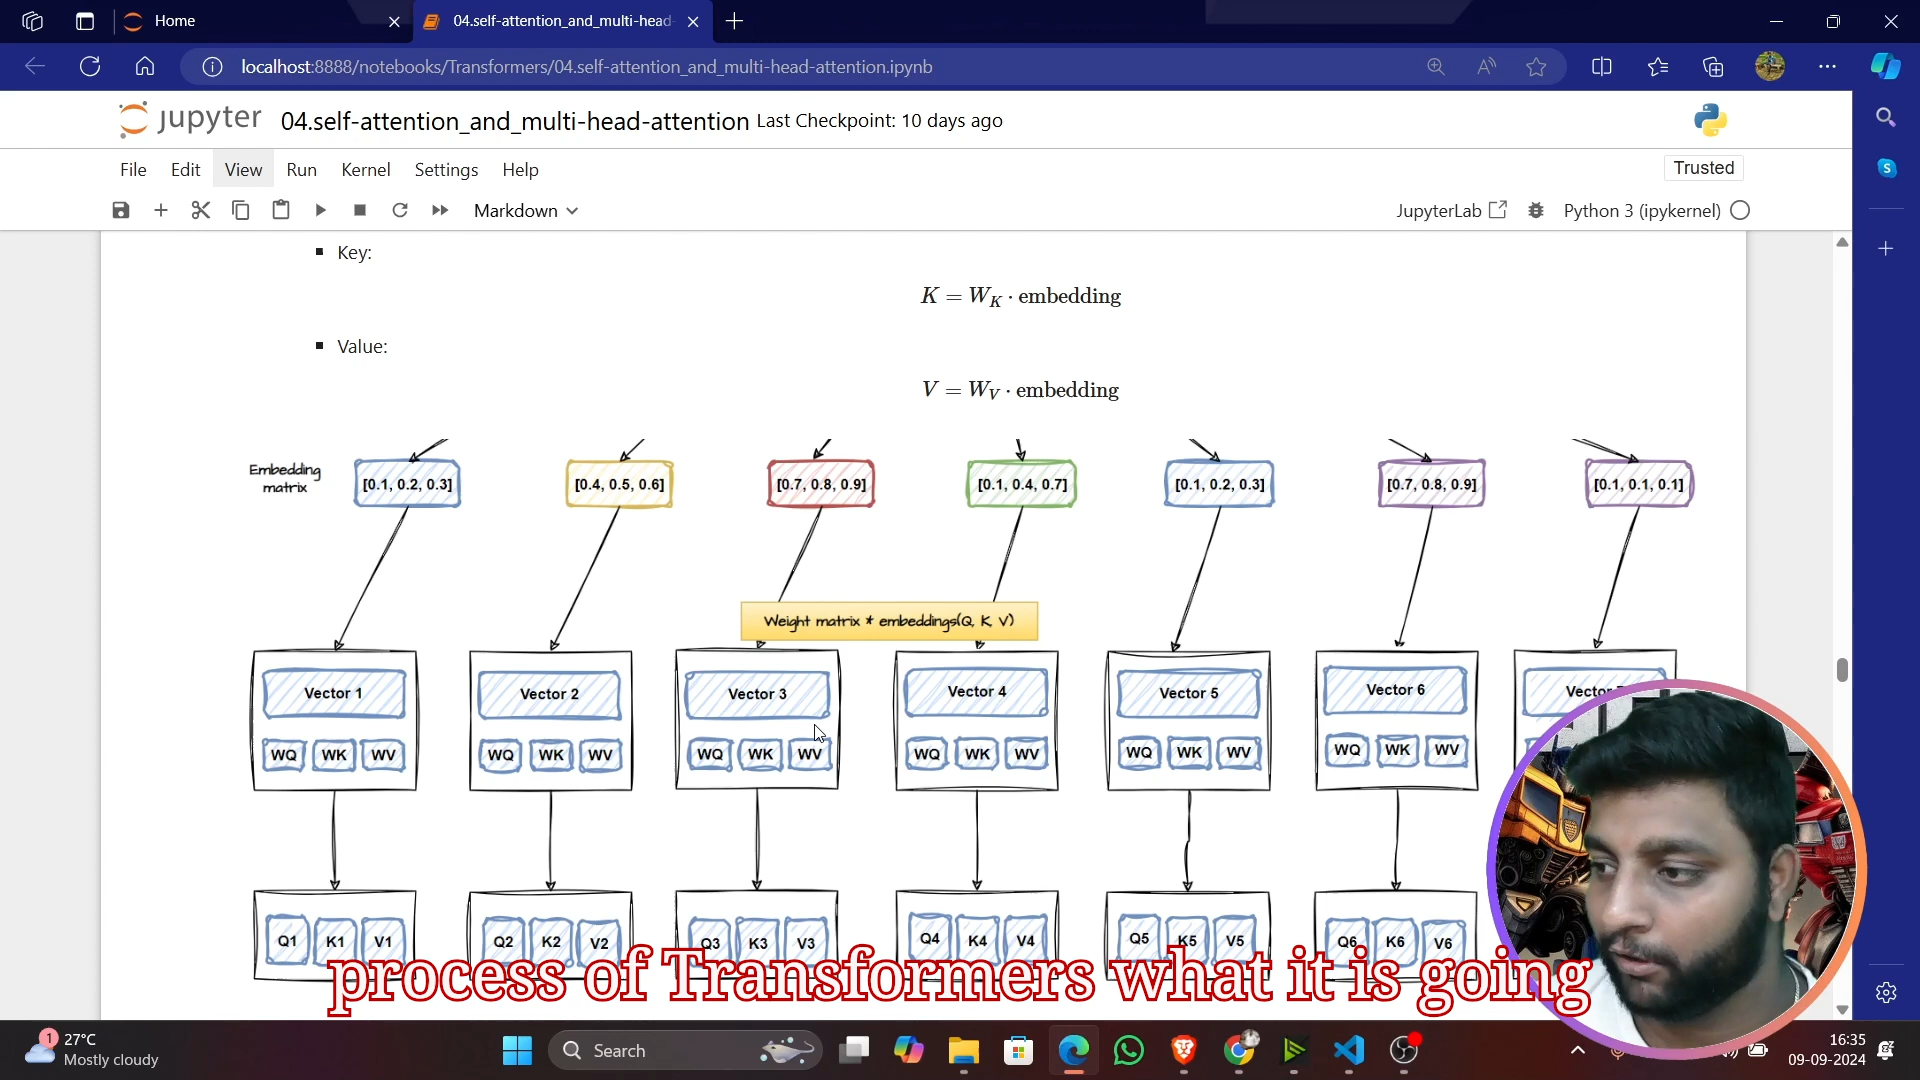 Home
04.self-attention_and_multi-head-
localhost:8888/notebooks/Transformers/04.self-attention_and_multi-head-attention.ipynb
jupyter 04.self-attention_and_multi-head-attention Last Checkpoint: 10 days ago
File Edit View Run Kernel Settings Help
Trusted
Markdown
JupyterLab
Python 3 (ipykernel)
Key:
K = W_K · embedding
Value:
V = W_V · embedding
Embedding
matrix
[0.1, 0.2, 0.3] [0.4, 0.5, 0.6] [0.7, 0.8, 0.9] [0.1, 0.4, 0.7] [0.1, 0.2, 0.3] [0.7, 0.8, 0.9] [0.1, 0.1, 0.1]
Weight matrix * embeddings(Q, K, V)
Vector 1 Vector 2 Vector 3 Vector 4 Vector 5 Vector 6
WQ WK WV WQ WK WV WQ WK WV WQ WK WV WQ WK WV WQ WK WV
Q1 K1 V1 Q2 K2 V2 Q3 K3 V3 Q4 K4 V4 Q5 K5 V5 Q6 K6 V6
process of Transformers what it is going
1
27°C
Mostly cloudy
Search
16:35
09-09-2024